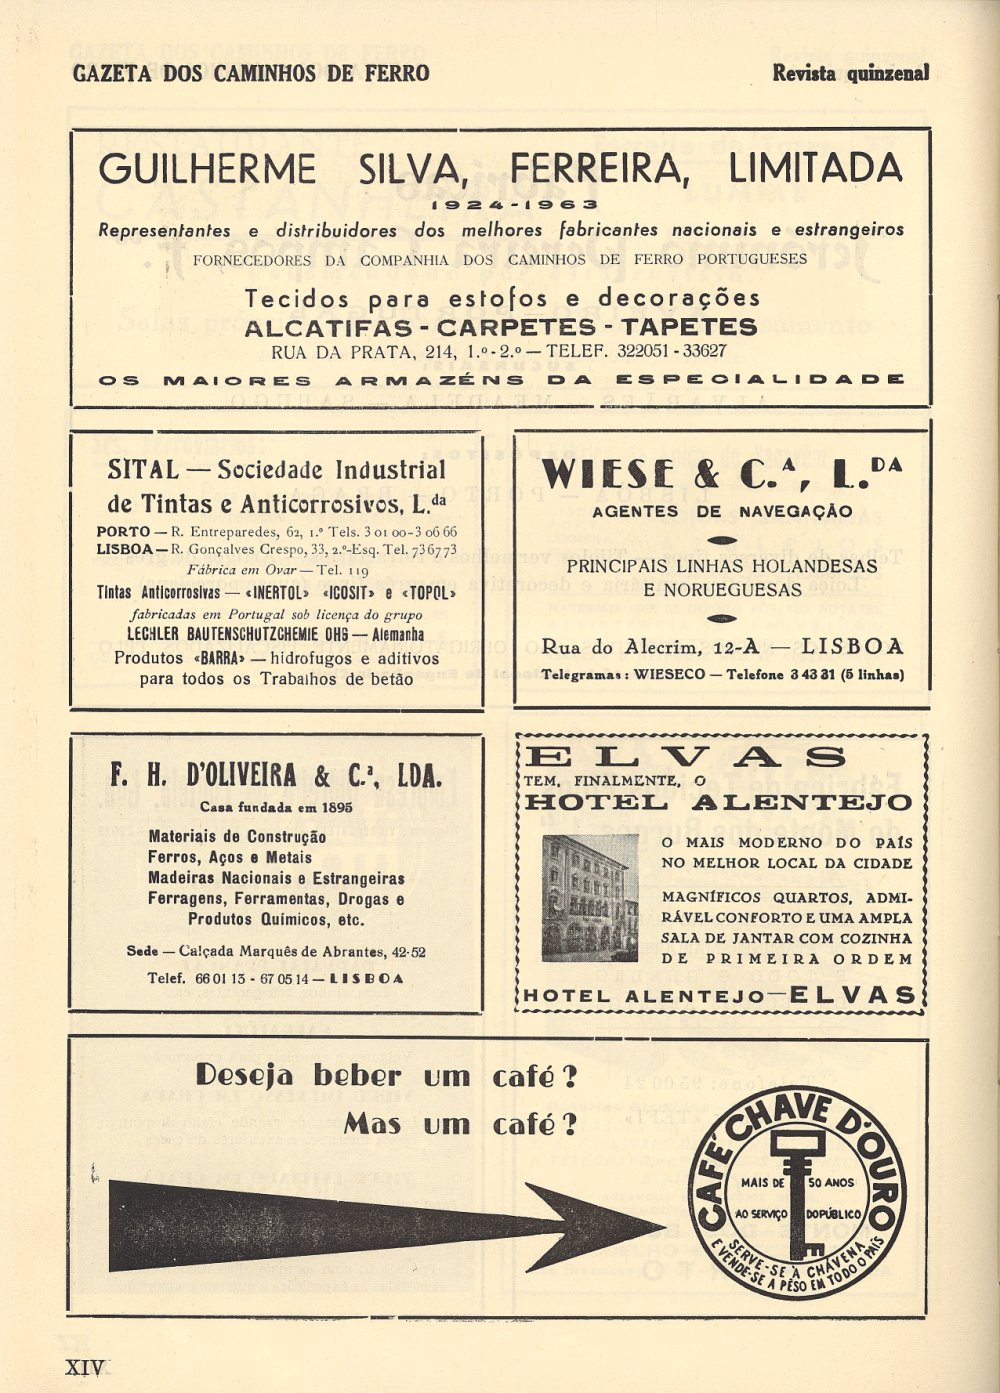 GAZETA DOS CAMINHOS DE FERRO
Revista quinzenal
GUILHERME SILVA, FERREIRA, LIMITADA
1924-1963
Representantes e distribuidores dos melhores fabricantes nacionais e estrangeiros
FORNECEDORES DA COMPANHIA DOS CAMINHOS DE FERRO PORTUGUESES
Tecidos para estofos e decorações
ALCATIFAS - CARPETES - TAPETES
RUA DA PRATA, 214, 1.º-2.º — TELEF. 322051 - 33627
OS MAIORES ARMAZÉNS DA ESPECIALIDADE
SITAL — Sociedade Industrial
de Tintas e Anticorrosivos, L.da
PORTO — R. Entreparedes, 62, 1.º Tels. 3 01 00-3 06 66
LISBOA — R. Gonçalves Crespo, 33, 2.º-Esq. Tel. 736773
Fábrica em Ovar — Tel. 119
Tintas Anticorrosivas — «INERTOL» «ICOSIT» e «TOPOL»
fabricadas em Portugal sob licença do grupo
LECHLER BAUTENSCHUTZCHEMIE OHG — Alemanha
Produtos «BARRA» — hidrofugos e aditivos
para todos os Trabalhos de betão
WIESE & C.A, L.DA
AGENTES DE NAVEGAÇÃO
PRINCIPAIS LINHAS HOLANDESAS
E NORUEGUESAS
Rua do Alecrim, 12-A — LISBOA
Telegramas: WIESECO — Telefone 3 43 31 (5 linhas)
F. H. D'OLIVEIRA & C.ª, LDA.
Casa fundada em 1895
Materiais de Construção
Ferros, Aços e Metais
Madeiras Nacionais e Estrangeiras
Ferragens, Ferramentas, Drogas e
Produtos Químicos, etc.
Sede — Calçada Marquês de Abrantes, 42-52
Telef. 66 01 13 - 67 05 14 — LISBOA
ELVAS
TEM, FINALMENTE, O
HOTEL ALENTEJO
O MAIS MODERNO DO PAÍS
NO MELHOR LOCAL DA CIDADE
MAGNÍFICOS QUARTOS, ADMI-
RÁVEL CONFORTO E UMA AMPLA
SALA DE JANTAR COM COZINHA
DE PRIMEIRA ORDEM
HOTEL ALENTEJO — ELVAS
Deseja beber um café?
Mas um café?
CAFÉ CHAVE D'OURO
MAIS DE 50 ANOS
AO SERVIÇO DO PÚBLICO
SERVE-SE À CHÁVENA
E VENDE-SE A PÊSO EM TODO O PAÍS
XIV